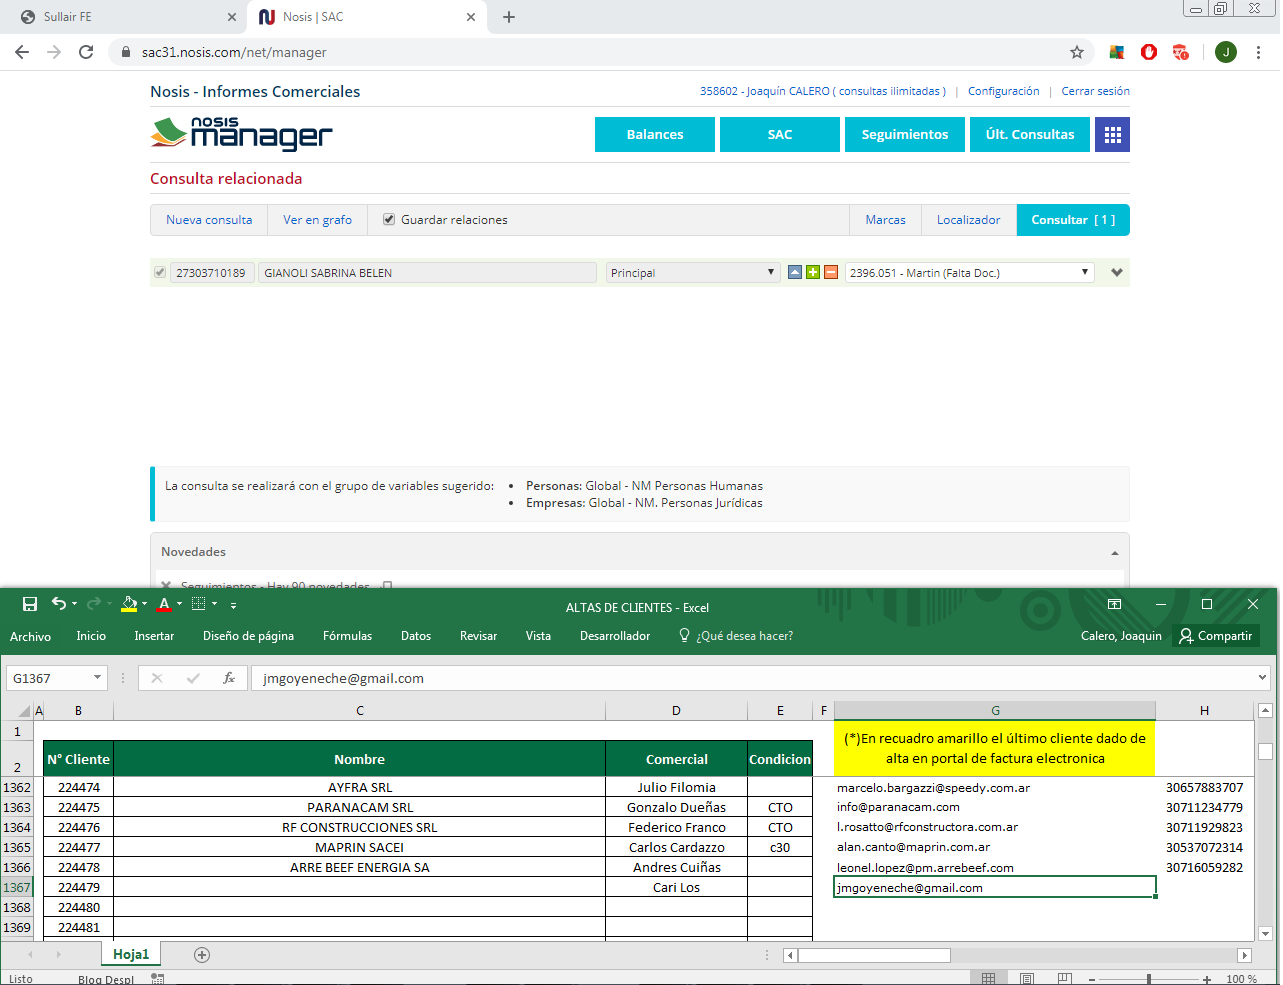 Sullair FE
Nosis | SAC
sac31.nosis.com/net/manager
J
Nosis - Informes Comerciales
358602 - Joaquín CALERO ( consultas ilimitadas ) | Configuración | Cerrar sesión
nosis manager
Balances SAC Seguimientos Últ. Consultas
Consulta relacionada
Nueva consulta Ver en grafo Guardar relaciones Marcas Localizador Consultar [ 1 ]
27303710189 GIANOLI SABRINA BELEN Principal 2396.051 - Martin (Falta Doc.)
La consulta se realizará con el grupo de variables sugerido: • Personas: Global - NM Personas Humanas
• Empresas: Global - NM. Personas Jurídicas
Novedades
Seguimientos - Hay 90 novedades
ALTAS DE CLIENTES - Excel
Archivo Inicio Insertar Diseño de página Fórmulas Datos Revisar Vista Desarrollador ¿Qué desea hacer? Calero, Joaquin Compartir
G1367 fx jmgoyeneche@gmail.com
A B C D E F G H
1
2 N° Cliente Nombre Comercial Condicion (*)En recuadro amarillo el último cliente dado de
alta en portal de factura electronica
1362 224474 AYFRA SRL Julio Filomia marcelo.bargazzi@speedy.com.ar 30657883707
1363 224475 PARANACAM SRL Gonzalo Dueñas CTO info@paranacam.com 30711234779
1364 224476 RF CONSTRUCCIONES SRL Federico Franco CTO l.rosatto@rfconstructora.com.ar 30711929823
1365 224477 MAPRIN SACEI Carlos Cardazzo c30 alan.canto@maprin.com.ar 30537072314
1366 224478 ARRE BEEF ENERGIA SA Andres Cuiñas leonel.lopez@pm.arrebeef.com 30716059282
1367 224479 Cari Los jmgoyeneche@gmail.com
1368 224480
1369 224481
Hoja1
Listo Bloq Despl 100 %